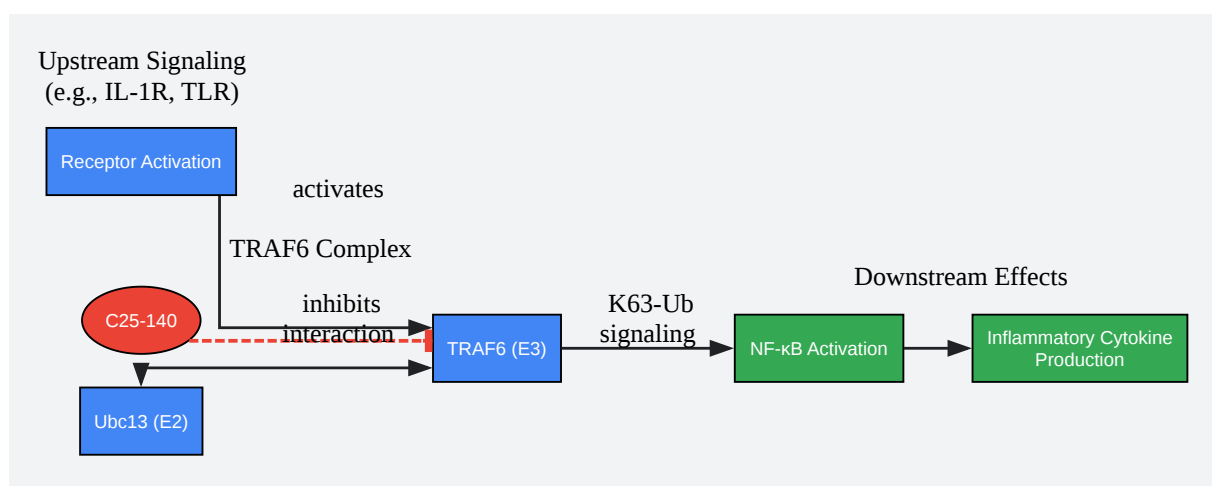 Upstream Signaling
(e.g., IL-1R, TLR)
Receptor Activation
activates
TRAF6 Complex
C25-140
inhibits
interaction
Ubc13 (E2)
TRAF6 (E3)
K63-Ub
signaling
Downstream Effects
NF-κB Activation
Inflammatory Cytokine
Production